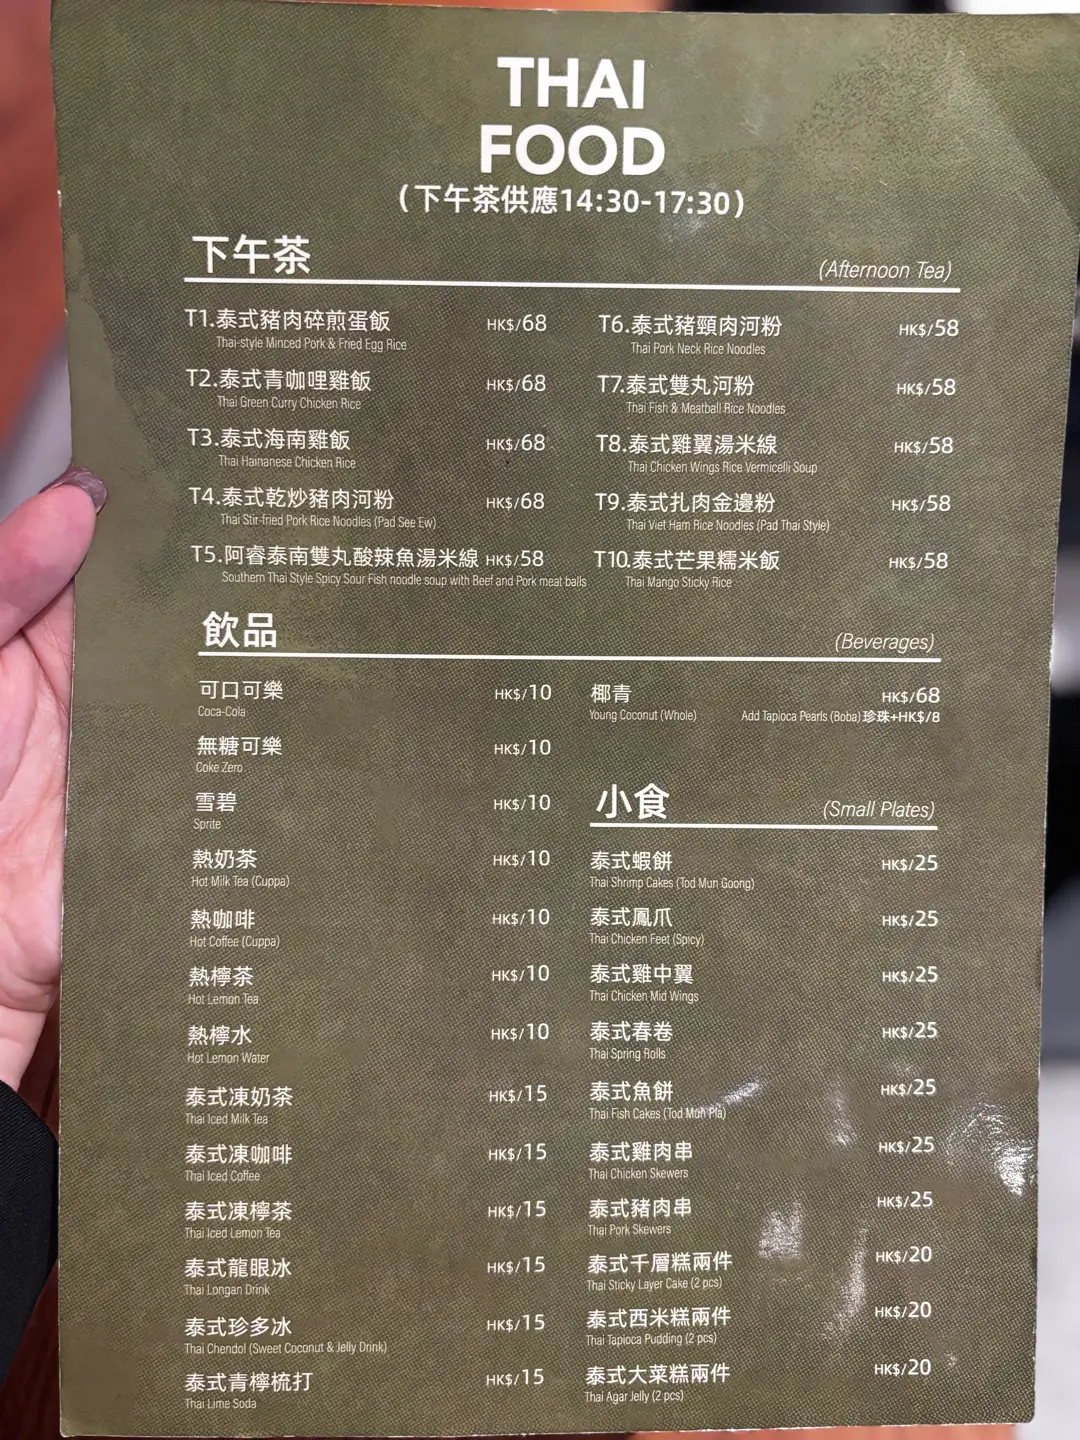 THAI
FOOD
(下午茶供應14:30-17:30)
下午茶 (Afternoon Tea)
T1.泰式豬肉碎煎蛋飯 HK$/68
Thai-style Minced Pork & Fried Egg Rice
T2.泰式青咖哩雞飯 HK$/68
Thai Green Curry Chicken Rice
T3.泰式海南雞飯 HK$/68
Thai Hainanese Chicken Rice
T4.泰式乾炒豬肉河粉 HK$/68
Thai Stir-fried Pork Rice Noodles (Pad See Ew)
T5.阿睿泰南雙丸酸辣魚湯米線 HK$/58
Southern Thai Style Spicy Sour Fish noodle soup with Beef and Pork meat balls
T6.泰式豬頸肉河粉 HK$/58
Thai Pork Neck Rice Noodles
T7.泰式雙丸河粉 HK$/58
Thai Fish & Meatball Rice Noodles
T8.泰式雞翼湯米線 HK$/58
Thai Chicken Wings Rice Vermicelli Soup
T9.泰式扎肉金邊粉 HK$/58
Thai Viet Ham Rice Noodles (Pad Thai Style)
T10.泰式芒果糯米飯 HK$/58
Thai Mango Sticky Rice
飲品 (Beverages)
可口可樂 HK$/10
Coca-Cola
無糖可樂 HK$/10
Coke Zero
雪碧 HK$/10
Sprite
熱奶茶 HK$/10
Hot Milk Tea (Cuppa)
熱咖啡 HK$/10
Hot Coffee (Cuppa)
熱檸茶 HK$/10
Hot Lemon Tea
熱檸水 HK$/10
Hot Lemon Water
泰式凍奶茶 HK$/15
Thai Iced Milk Tea
泰式凍咖啡 HK$/15
Thai Iced Coffee
泰式凍檸茶 HK$/15
Thai Iced Lemon Tea
泰式龍眼冰 HK$/15
Thai Longan Drink
泰式珍多冰 HK$/15
Thai Chendol (Sweet Coconut & Jelly Drink)
泰式青檸梳打 HK$/15
Thai Lime Soda
椰青 HK$/68
Young Coconut (Whole) Add Tapioca Pearls (Boba)珍珠+HK$/8
小食 (Small Plates)
泰式蝦餅 HK$/25
Thai Shrimp Cakes (Tod Mun Goong)
泰式鳳爪 HK$/25
Thai Chicken Feet (Spicy)
泰式雞中翼 HK$/25
Thai Chicken Mid Wings
泰式春卷 HK$/25
Thai Spring Rolls
泰式魚餅 HK$/25
Thai Fish Cakes (Tod Mun Pla)
泰式雞肉串 HK$/25
Thai Chicken Skewers
泰式豬肉串 HK$/25
Thai Pork Skewers
泰式千層糕兩件 HK$/20
Thai Sticky Layer Cake (2 pcs)
泰式西米糕兩件 HK$/20
Thai Tapioca Pudding (2 pcs)
泰式大菜糕兩件 HK$/20
Thai Agar Jelly (2 pcs)